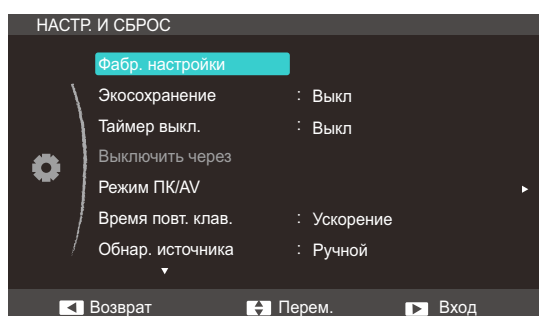 НАСТР. И СБРОС
Фабр. настройки
Экосохранение : Выкл
Таймер выкл. : Выкл
Выключить через
Режим ПК/AV
Время повт. клав. : Ускорение
Обнар. источника : Ручной
Возврат Перем. Вход